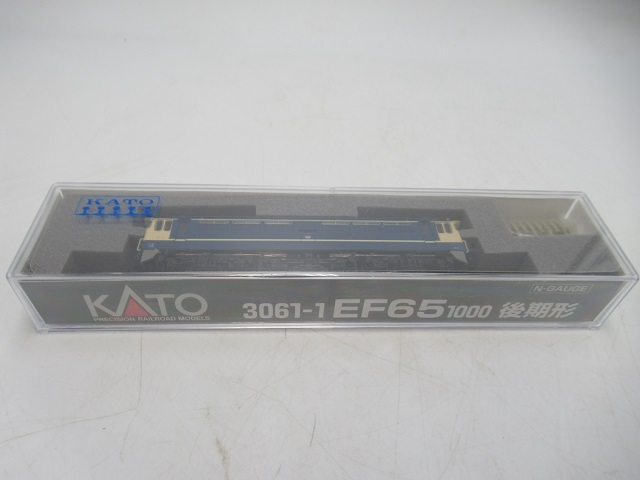 KATO
N-GAUGE
KATO
PRECISION RAILROAD MODELS
3061-1 EF65 1000 後期形